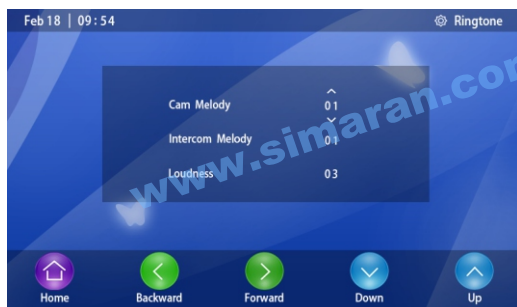 Feb 18 | 09:54
Ringtone
Cam Melody 01
Intercom Melody 01
Loudness 03
www.simaran.com
Home Backward Forward Down Up